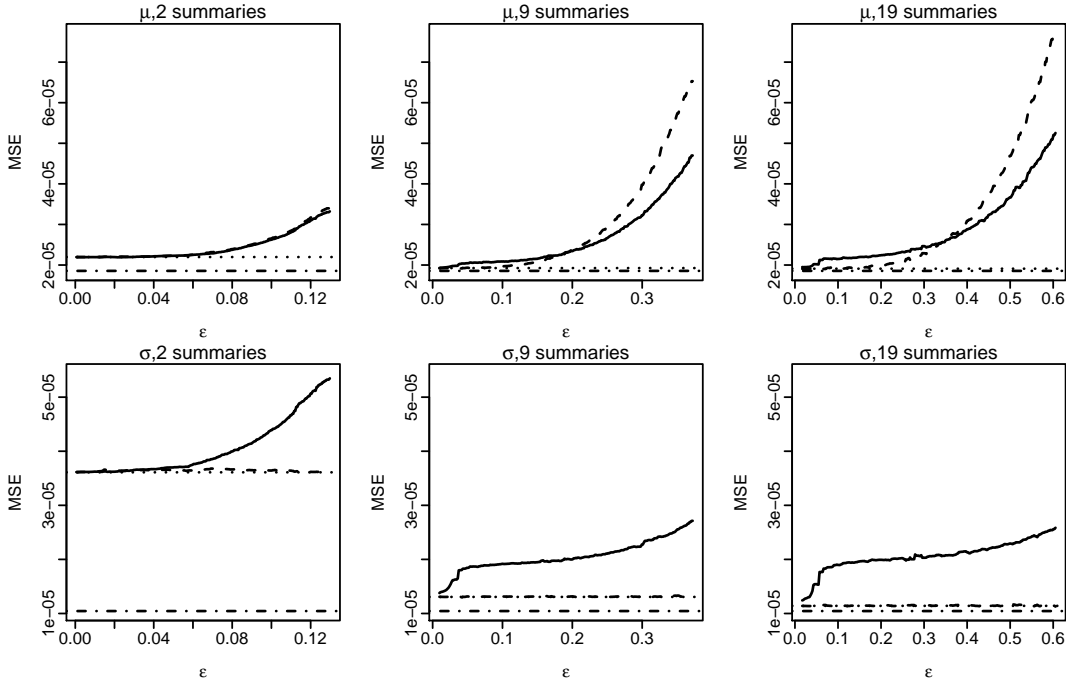 μ,2 summaries
MSE
2e−05
4e−05
6e−05
0.00
0.04
0.08
0.12
ε
μ,9 summaries
MSE
2e−05
4e−05
6e−05
0.0
0.1
0.2
0.3
ε
μ,19 summaries
MSE
2e−05
4e−05
6e−05
0.0
0.1
0.2
0.3
0.4
0.5
0.6
ε
σ,2 summaries
MSE
1e−05
3e−05
5e−05
0.00
0.04
0.08
0.12
ε
σ,9 summaries
MSE
1e−05
3e−05
5e−05
0.0
0.1
0.2
0.3
ε
σ,19 summaries
MSE
1e−05
3e−05
5e−05
0.0
0.1
0.2
0.3
0.4
0.5
0.6
ε